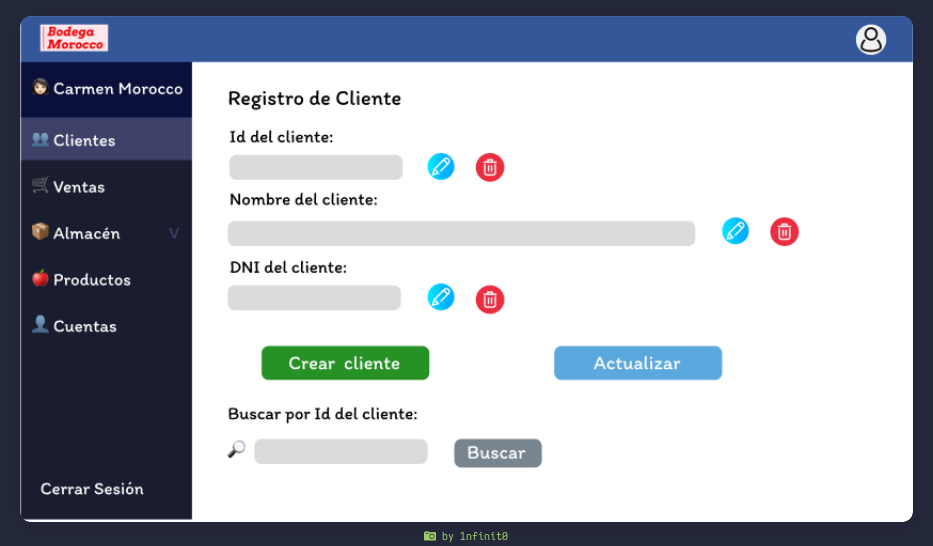 Bodega
Morocco
Carmen Morocco
Clientes
Ventas
Almacén V
Productos
Cuentas
Cerrar Sesión
Registro de Cliente
Id del cliente:
Nombre del cliente:
DNI del cliente:
Crear cliente
Actualizar
Buscar por Id del cliente:
Buscar
by 1nfinit0